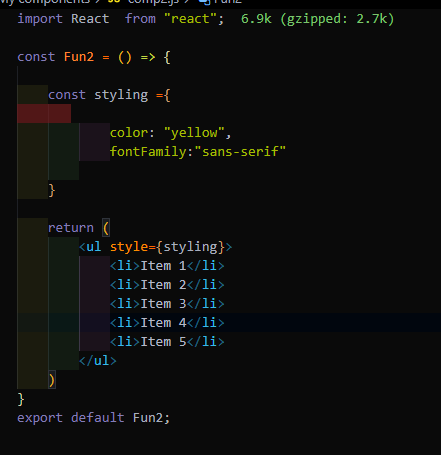 My components > JS comp2.js > Fun2
import React  from "react";  6.9k (gzipped: 2.7k)
const Fun2 = () => {
const styling ={
color: "yellow",
fontFamily:"sans-serif"
}
return (
<ul style={styling}>
<li>Item 1</li>
<li>Item 2</li>
<li>Item 3</li>
<li>Item 4</li>
<li>Item 5</li>
</ul>
)
}
export default Fun2;